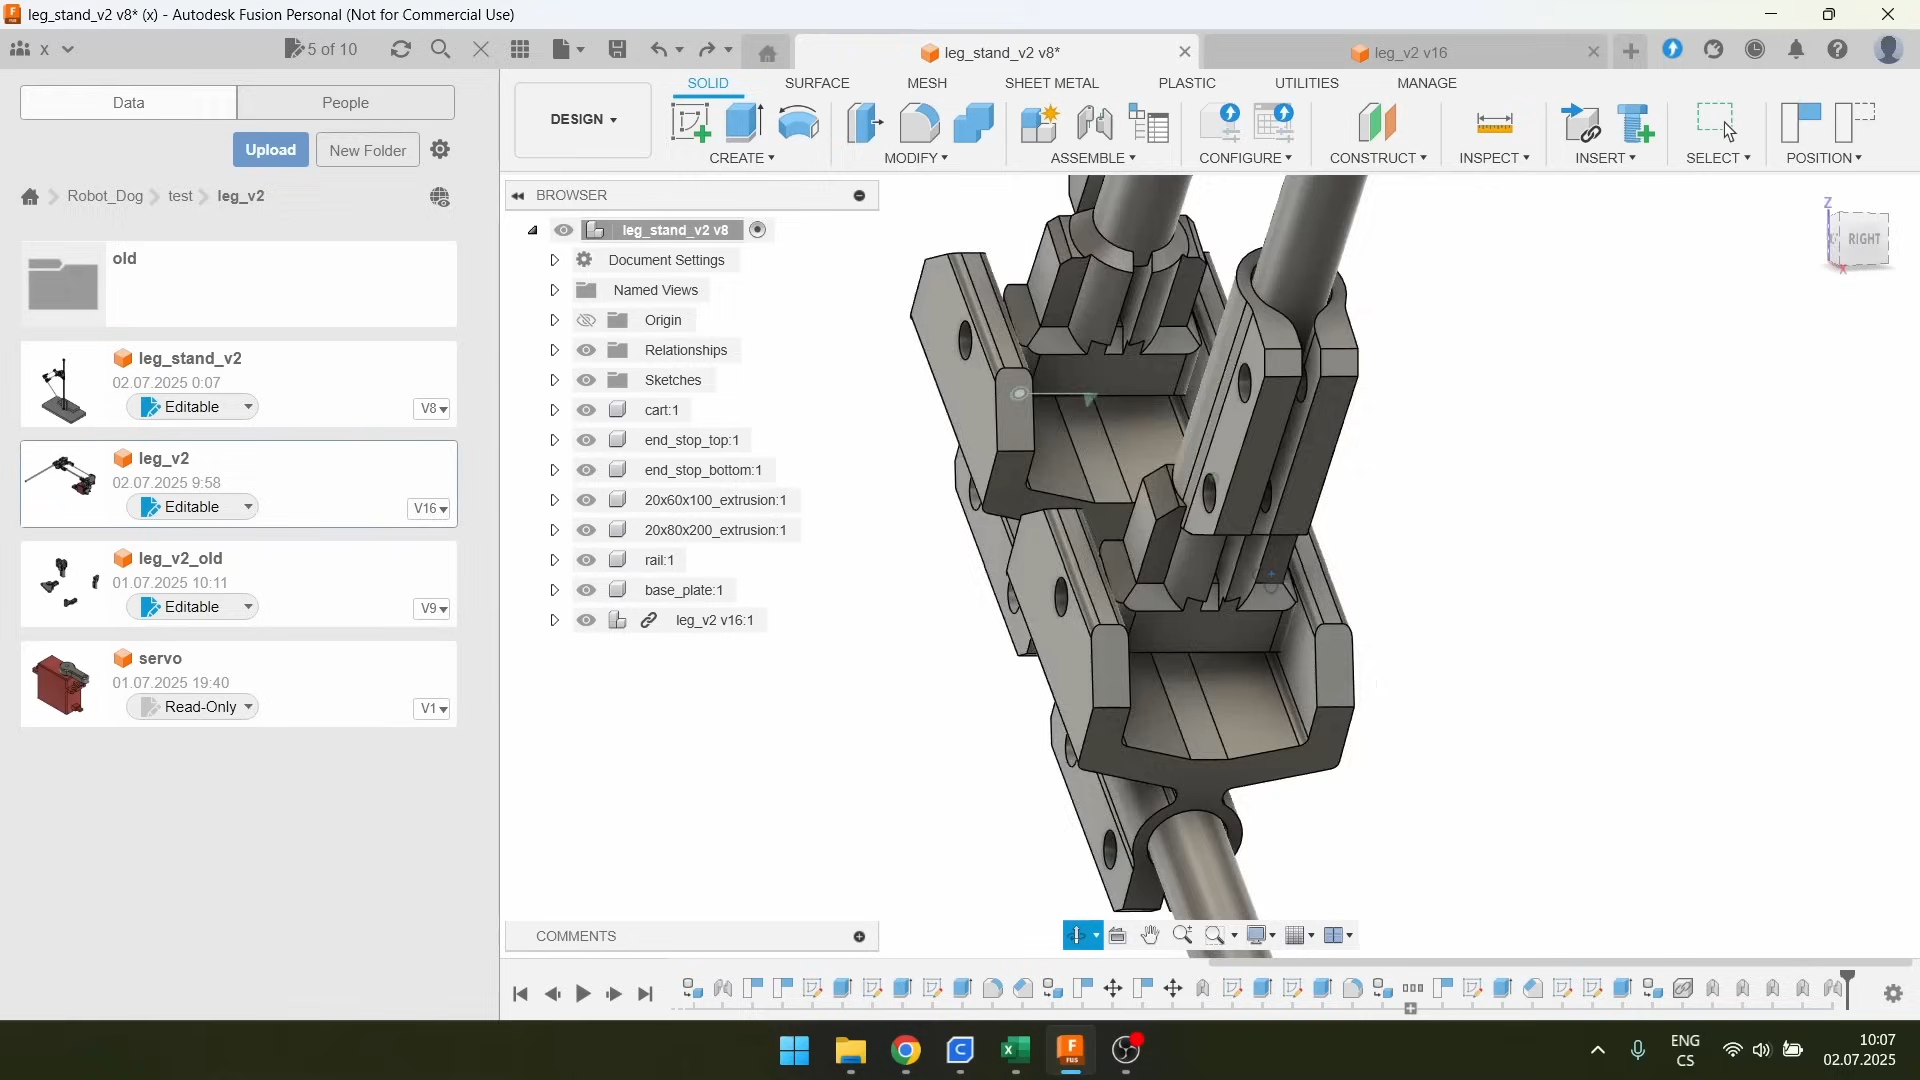 leg_stand_v2 v8* (x) - Autodesk Fusion Personal (Not for Commercial Use)
x
5 of 10
leg_stand_v2 v8*
leg_v2 v16
Data
People
Upload
New Folder
Robot_Dog
test
leg_v2
old
leg_stand_v2
02.07.2025 0:07
Editable
V8
leg_v2
02.07.2025 9:58
Editable
V16
leg_v2_old
01.07.2025 10:11
Editable
V9
servo
01.07.2025 19:40
Read-Only
V1
DESIGN
SOLID
SURFACE
MESH
SHEET METAL
PLASTIC
UTILITIES
MANAGE
CREATE
MODIFY
ASSEMBLE
CONFIGURE
CONSTRUCT
INSPECT
INSERT
SELECT
POSITION
BROWSER
leg_stand_v2 v8
Document Settings
Named Views
Origin
Relationships
Sketches
cart:1
end_stop_top:1
end_stop_bottom:1
20x60x100_extrusion:1
20x80x200_extrusion:1
rail:1
base_plate:1
leg_v2 v16:1
Z
RIGHT
X
COMMENTS
F
FUS
ENG
CS
10:07
02.07.2025